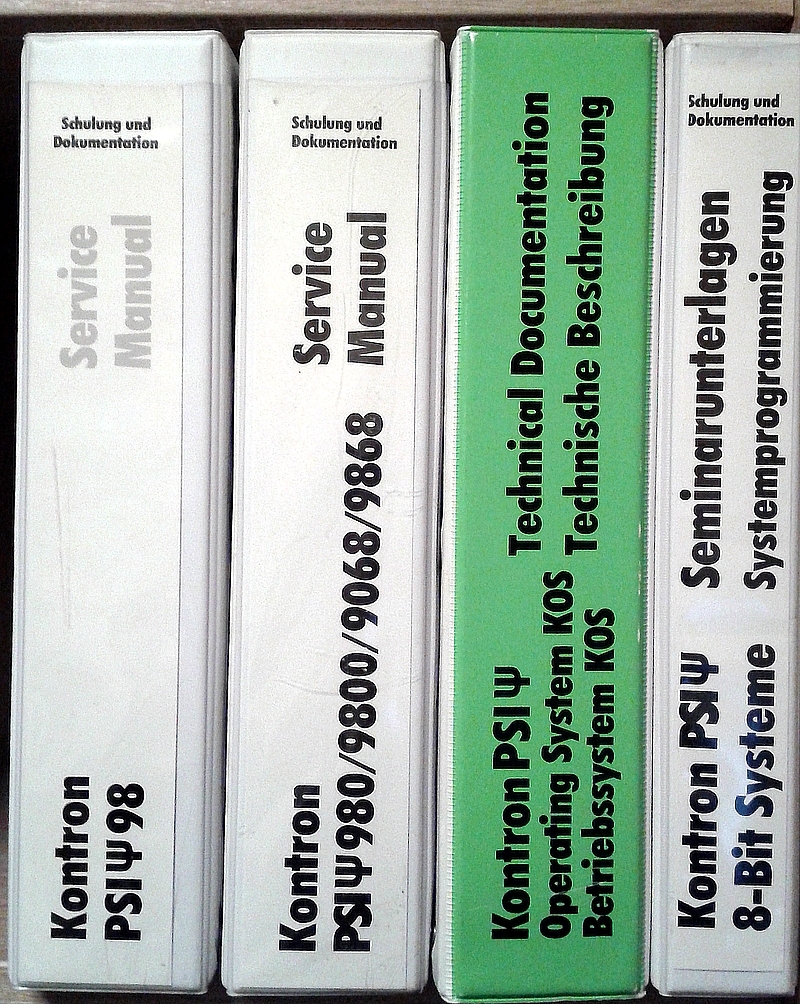 Schulung und
Dokumentation
Service
Manual
Kontron
PSIΨ98
Schulung und
Dokumentation
Service
Manual
Kontron
PSIΨ980/9800/9068/9868
Kontron PSIΨ
Operating System KOS
Betriebssystem KOS
Technical Documentation
Technische Beschreibung
Schulung und
Dokumentation
Kontron PSIΨ
8-Bit Systeme
Seminarunterlagen
Systemprogrammierung